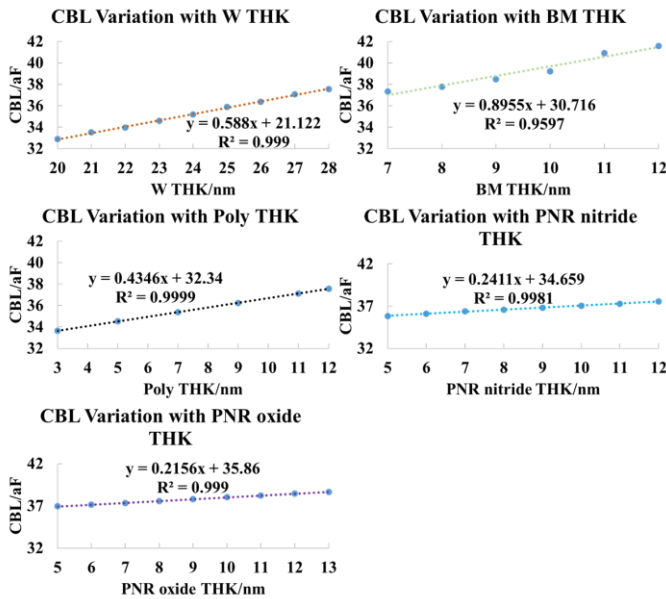 CBL Variation with W THK
CBL/aF
42
40
38
36
34
32
y = 0.588x + 21.122
R² = 0.999
20 21 22 23 24 25 26 27 28
W THK/nm
CBL Variation with BM THK
CBL/aF
42
40
38
36
34
32
y = 0.8955x + 30.716
R² = 0.9597
7 8 9 10 11 12
BM THK/nm
CBL Variation with Poly THK
CBL/aF
42
40
38
36
34
32
y = 0.4346x + 32.34
R² = 0.9999
3 4 5 6 7 8 9 10 11 12
Poly THK/nm
CBL Variation with PNR nitride
THK
CBL/aF
42
37
32
y = 0.2411x + 34.659
R² = 0.9981
5 6 7 8 9 10 11 12
PNR nitride THK/nm
CBL Variation with PNR oxide
THK
CBL/aF
42
37
32
y = 0.2156x + 35.86
R² = 0.999
5 6 7 8 9 10 11 12 13
PNR oxide THK/nm